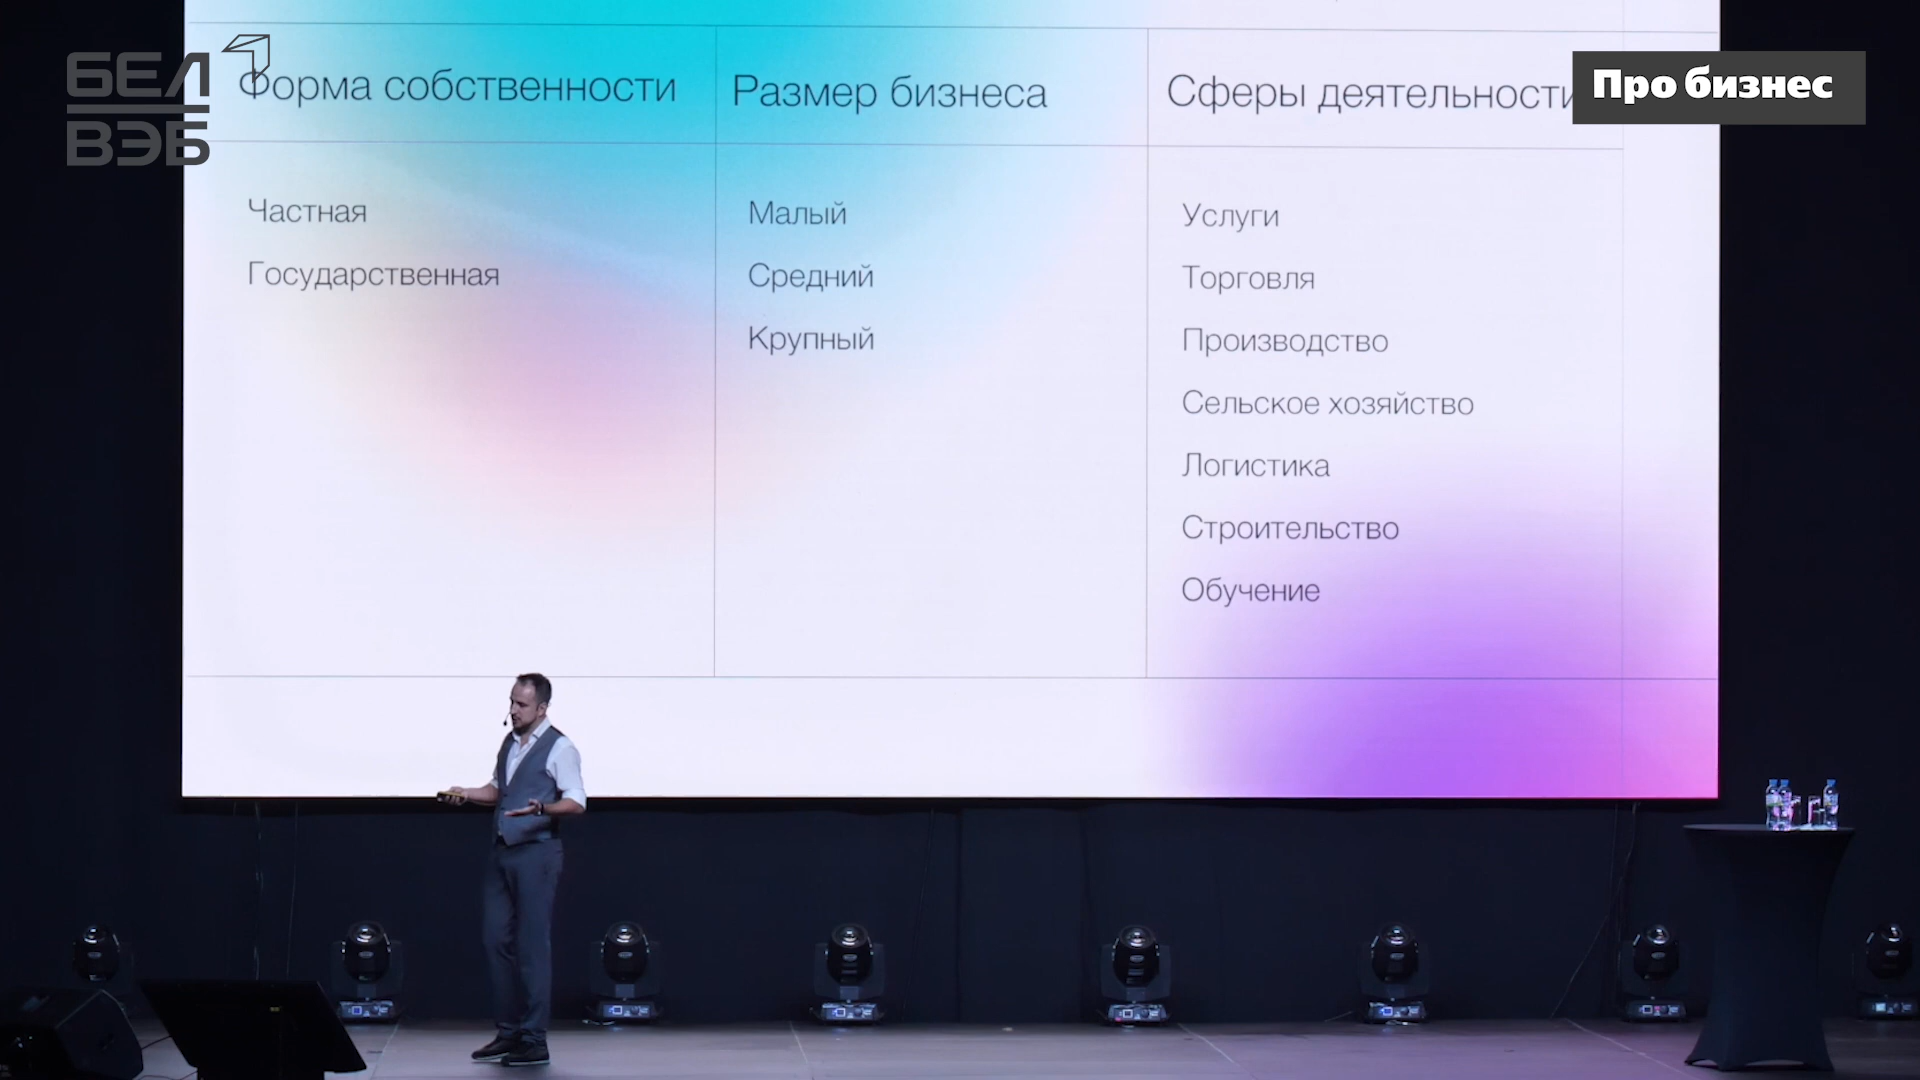 БЕЛ
ВЭБ
Про бизнес
Форма собственности
Размер бизнеса
Сферы деятельности
Частная
Государственная
Малый
Средний
Крупный
Услуги
Торговля
Производство
Сельское хозяйство
Логистика
Строительство
Обучение